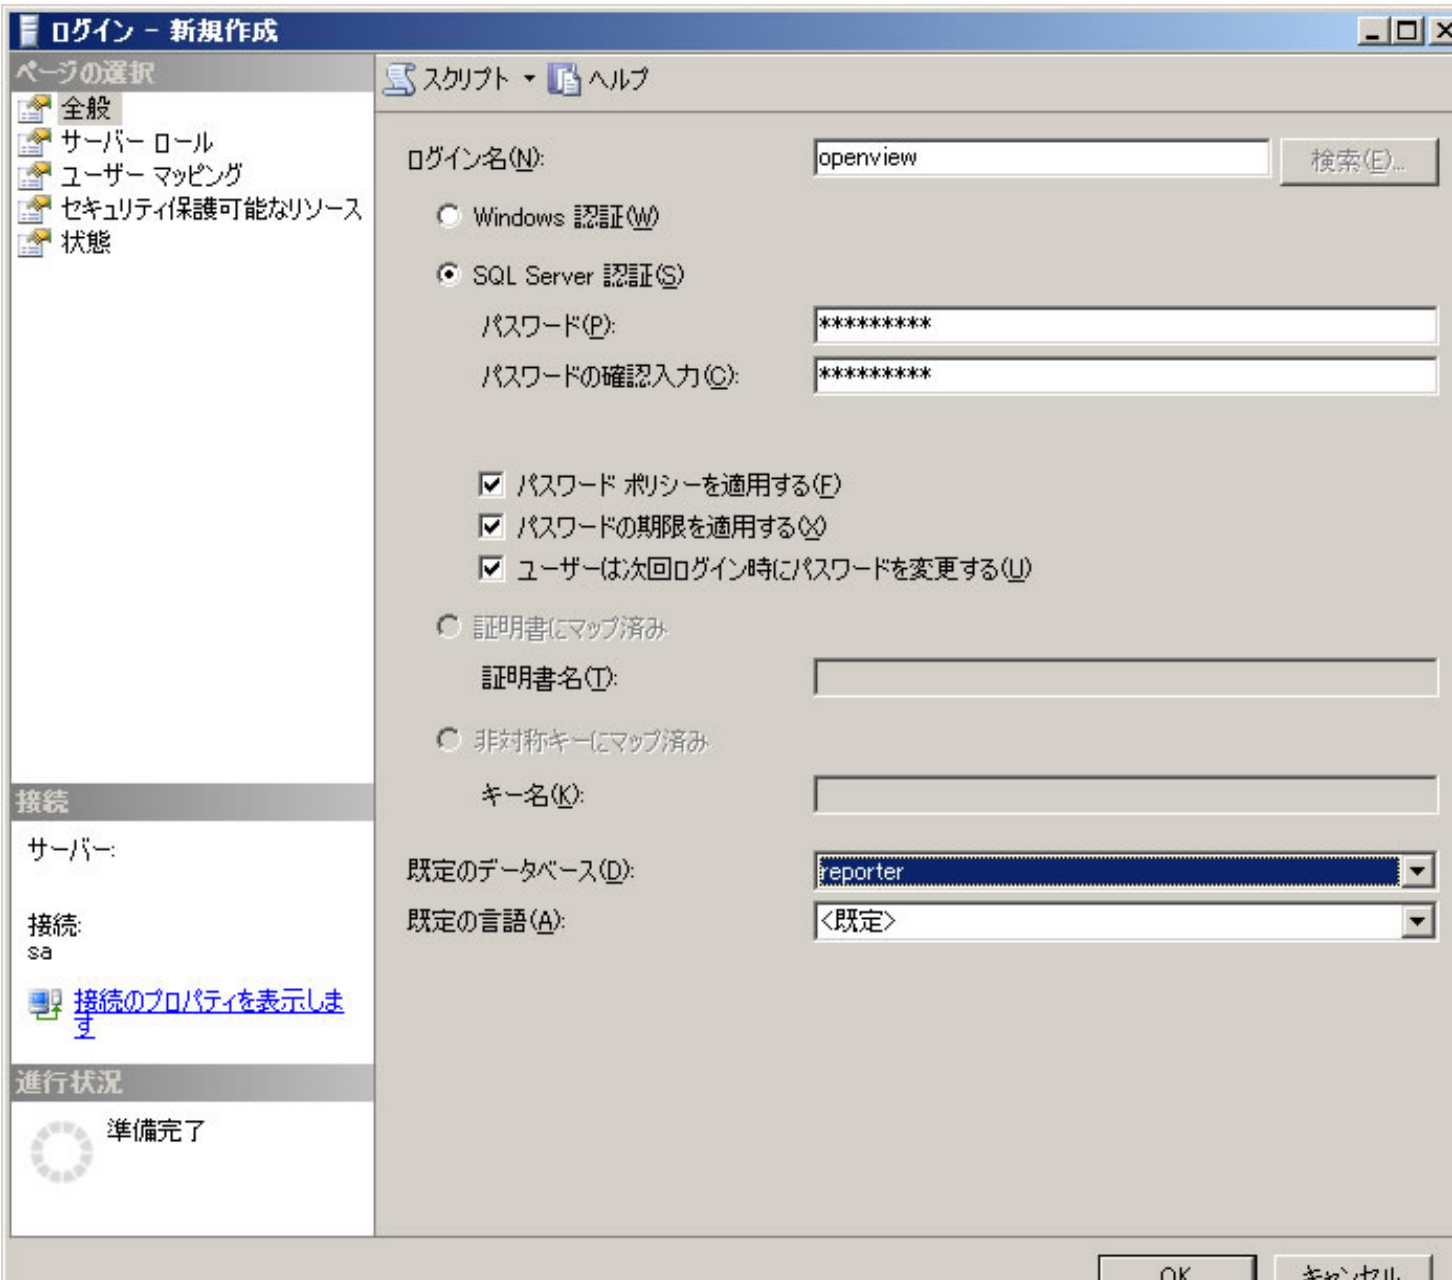 ログイン - 新規作成
ページの選択
全般
サーバー ロール
ユーザー マッピング
セキュリティ保護可能なリソース
状態
スクリプト
ヘルプ
ログイン名(N):
openview
検索(E)...
Windows 認証(W)
SQL Server 認証(S)
パスワード(P):
*********
パスワードの確認入力(C):
*********
パスワード ポリシーを適用する(F)
パスワードの期限を適用する(X)
ユーザーは次回ログイン時にパスワードを変更する(U)
証明書にマップ済み
証明書名(T):
非対称キーにマップ済み
キー名(K):
既定のデータベース(D):
reporter
既定の言語(A):
<既定>
接続
サーバー:
接続:
sa
接続のプロパティを表示しま
す
進行状況
準備完了
OK
キャンセル